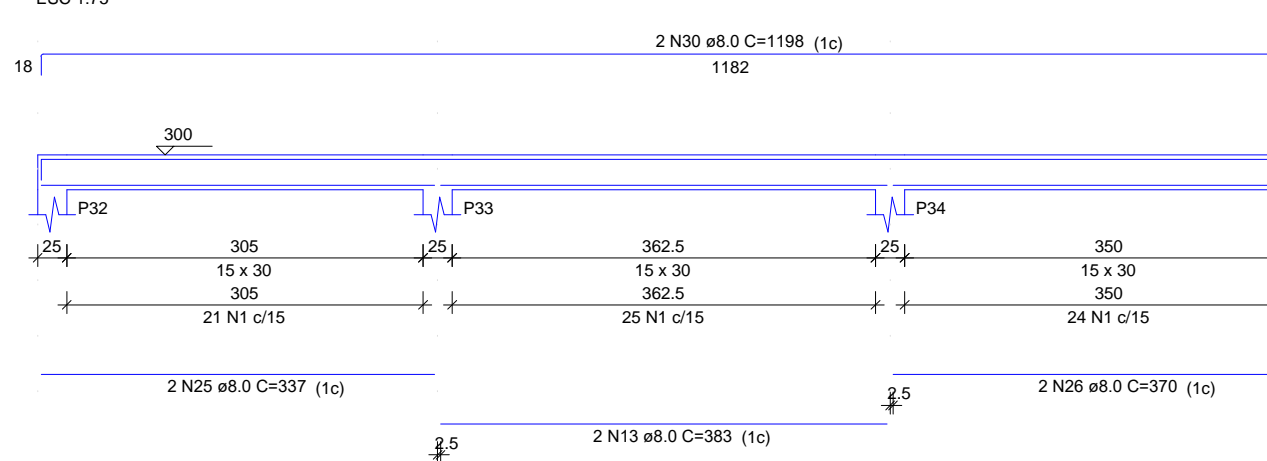 2 N30 ø8.0 C=1198 (1c)
18
1182
300
P32 P33 P34
25 305 25 362.5 25 350
15 x 30 15 x 30 15 x 30
305 362.5 350
21 N1 c/15 25 N1 c/15 24 N1 c/15
2 N25 ø8.0 C=337 (1c) 2 N26 ø8.0 C=370 (1c)
2.5
2 N13 ø8.0 C=383 (1c)
2.5